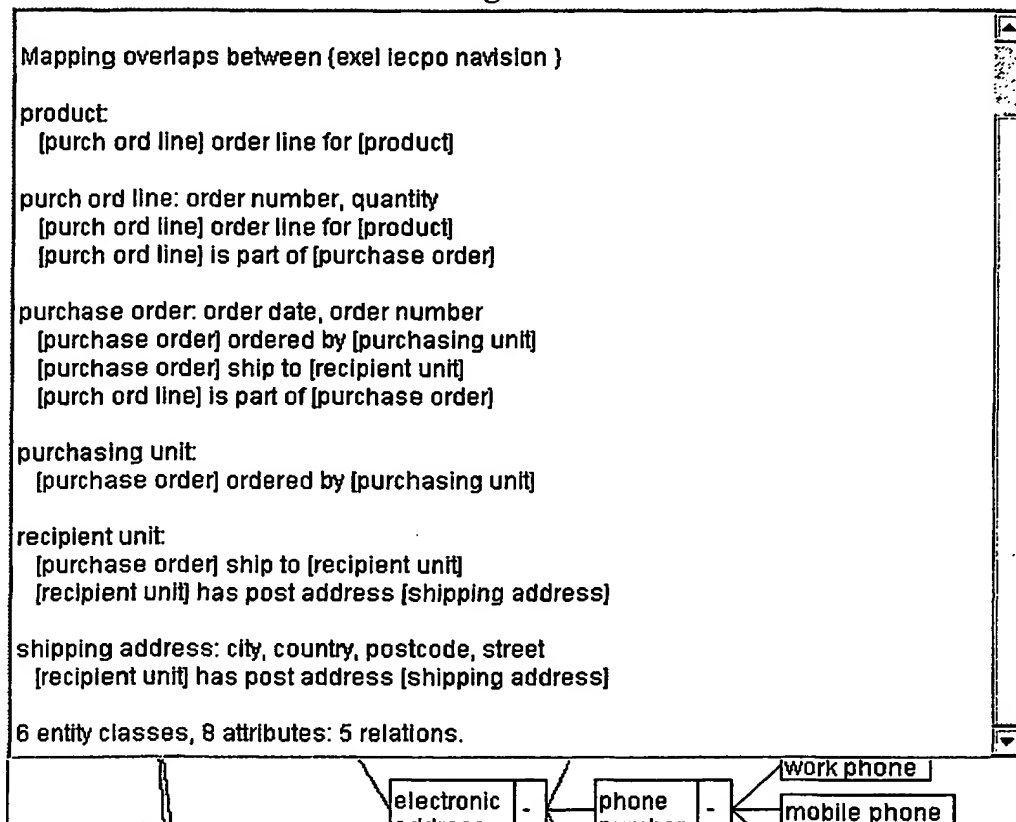 Mapping overlaps between {exel iecpo navision }
product:
[purch ord line] order line for [product]
purch ord line: order number, quantity
[purch ord line] order line for [product]
[purch ord line] is part of [purchase order]
purchase order: order date, order number
[purchase order] ordered by [purchasing unit]
[purchase order] ship to [recipient unit]
[purch ord line] is part of [purchase order]
purchasing unit:
[purchase order] ordered by [purchasing unit]
recipient unit:
[purchase order] ship to [recipient unit]
[recipient unit] has post address [shipping address]
shipping address: city, country, postcode, street
[recipient unit] has post address [shipping address]
6 entity classes, 8 attributes: 5 relations.
work phone
electronic - phone - mobile phone